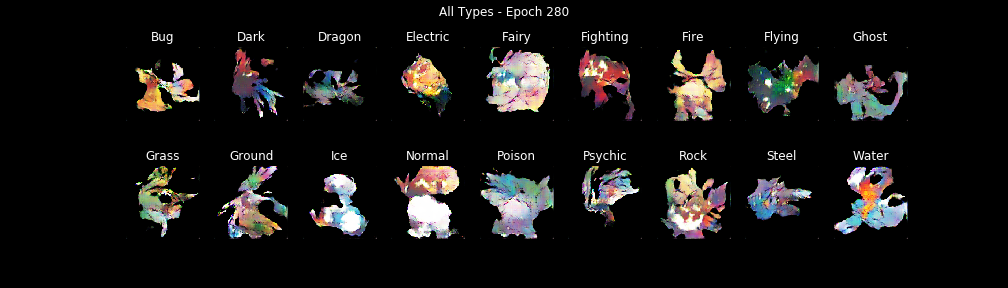 All Types - Epoch 280
Bug Dark Dragon Electric Fairy Fighting Fire Flying Ghost
Grass Ground Ice Normal Poison Psychic Rock Steel Water